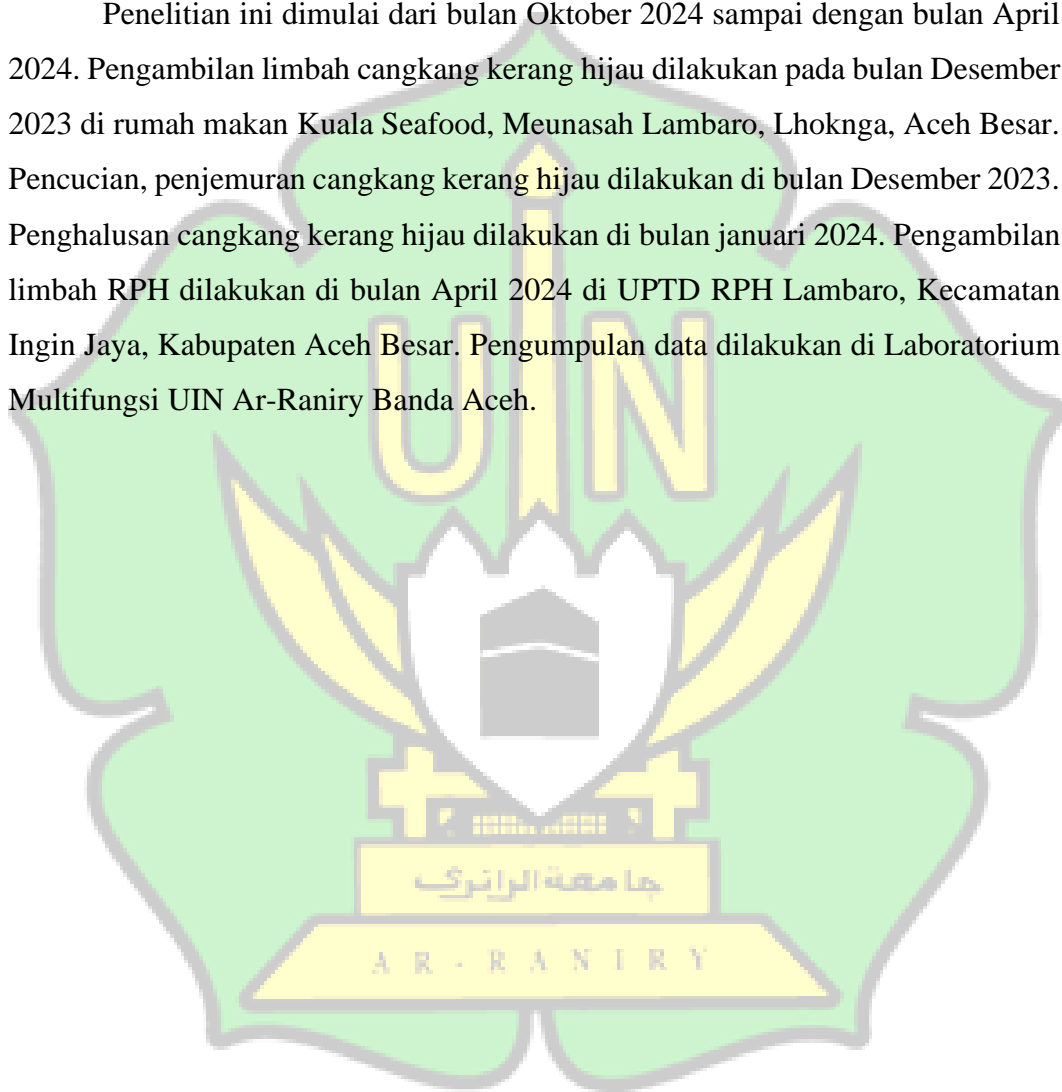 Penelitian ini dimulai dari bulan Oktober 2024 sampai dengan bulan April
2024. Pengambilan limbah cangkang kerang hijau dilakukan pada bulan Desember
2023 di rumah makan Kuala Seafood, Meunasah Lambaro, Lhoknga, Aceh Besar.
Pencucian, penjemuran cangkang kerang hijau dilakukan di bulan Desember 2023.
Penghalusan cangkang kerang hijau dilakukan di bulan januari 2024. Pengambilan
limbah RPH dilakukan di bulan April 2024 di UPTD RPH Lambaro, Kecamatan
Ingin Jaya, Kabupaten Aceh Besar. Pengumpulan data dilakukan di Laboratorium
Multifungsi UIN Ar-Raniry Banda Aceh.
UIN
جامعة الرانري
AR-RANIRY